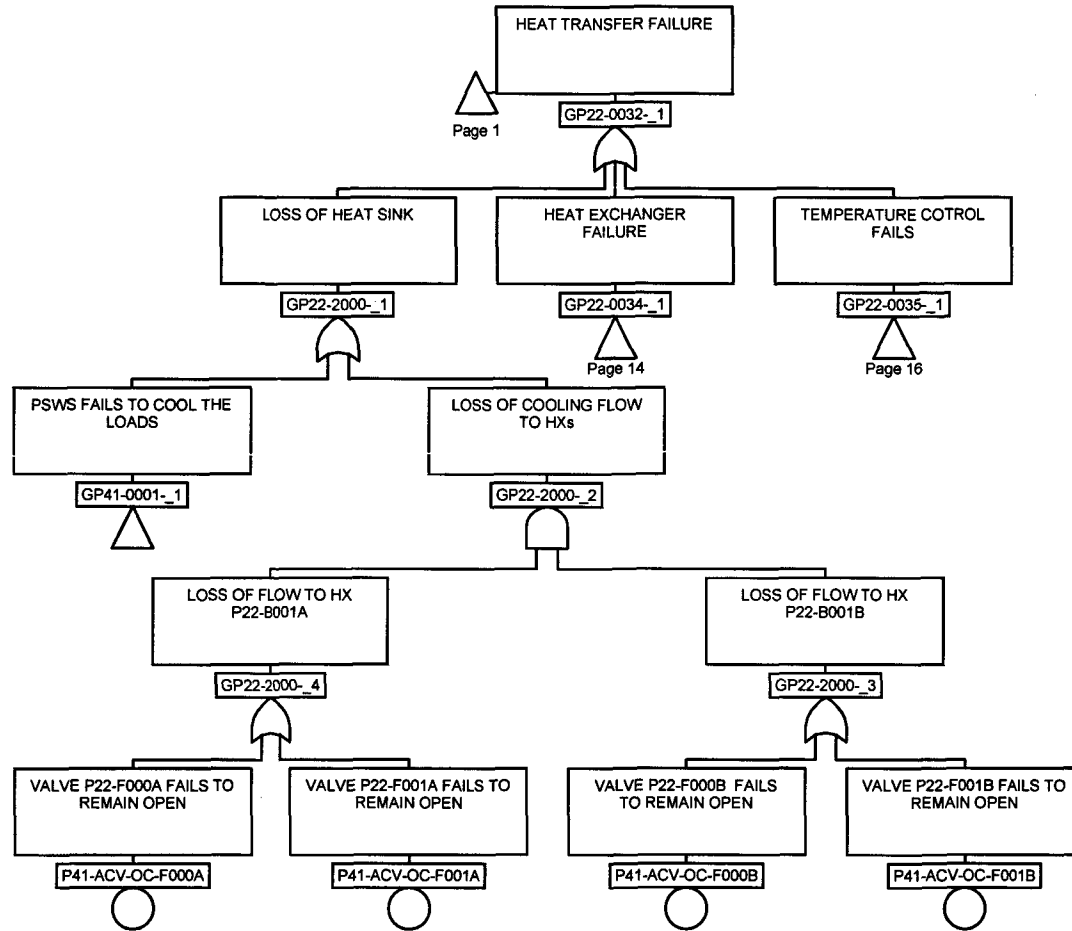 HEAT TRANSFER FAILURE
Page 1
GP22-0032-_1
LOSS OF HEAT SINK
HEAT EXCHANGER
FAILURE
TEMPERATURE COTROL
FAILS
GP22-2000-_1
GP22-0034-_1
GP22-0035-_1
Page 14
Page 16
PSWS FAILS TO COOL THE
LOADS
LOSS OF COOLING FLOW
TO HXs
GP41-0001-_1
GP22-2000-_2
LOSS OF FLOW TO HX
P22-B001A
LOSS OF FLOW TO HX
P22-B001B
GP22-2000-_4
GP22-2000-_3
VALVE P22-F000A FAILS TO
REMAIN OPEN
VALVE P22-F001A FAILS TO
REMAIN OPEN
VALVE P22-F000B FAILS
TO REMAIN OPEN
VALVE P22-F001B FAILS TO
REMAIN OPEN
P41-ACV-OC-F000A
P41-ACV-OC-F001A
P41-ACV-OC-F000B
P41-ACV-OC-F001B